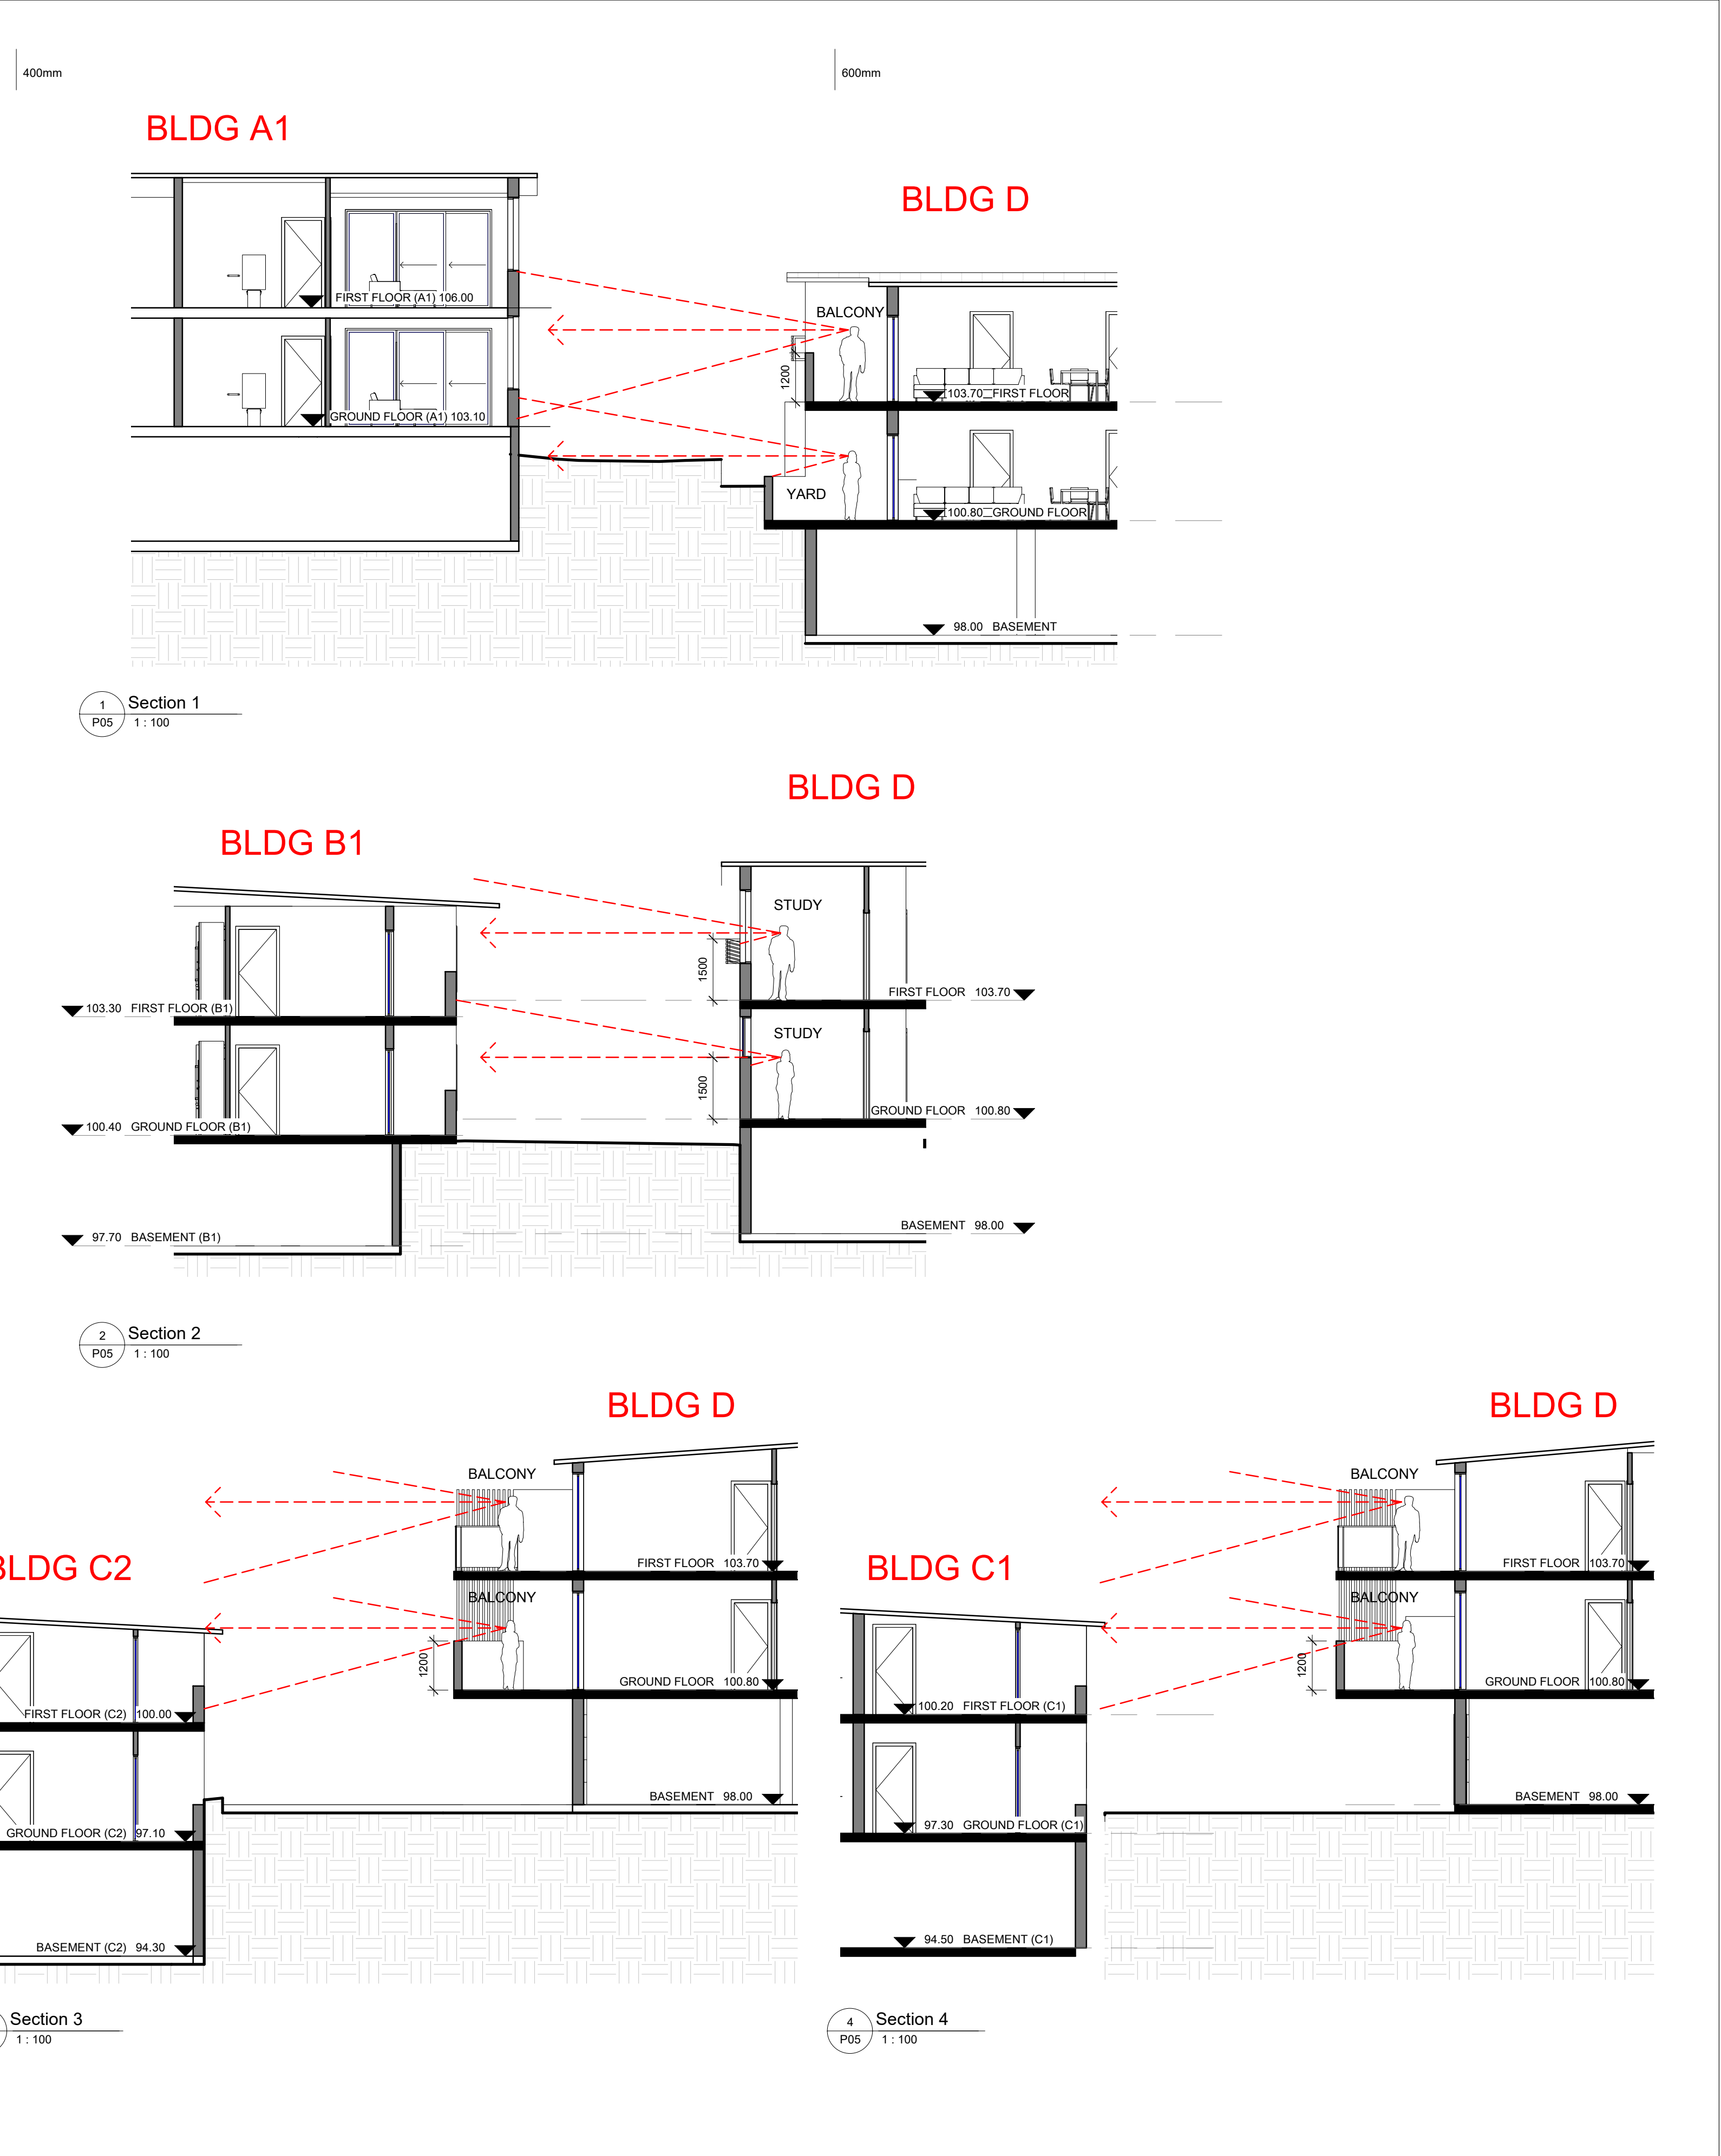 400mm
600mm
BLDG A1
BLDG D
BALCONY
FIRST FLOOR (A1) 106.00
1200
103.70 FIRST FLOOR
GROUND FLOOR (A1) 103.10
YARD
100.80 GROUND FLOOR
98.00 BASEMENT
1
P05
Section 1
1 : 100
BLDG D
BLDG B1
STUDY
1500
103.30 FIRST FLOOR (B1)
FIRST FLOOR 103.70
STUDY
1500
100.40 GROUND FLOOR (B1)
GROUND FLOOR 100.80
97.70 BASEMENT (B1)
BASEMENT 98.00
2
P05
Section 2
1 : 100
BLDG D
BALCONY
BLDG C2
FIRST FLOOR 103.70
BALCONY
1200
GROUND FLOOR 100.80
FIRST FLOOR (C2) 100.00
BASEMENT 98.00
GROUND FLOOR (C2) 97.10
BASEMENT (C2) 94.30
Section 3
1 : 100
BLDG D
BALCONY
BLDG C1
FIRST FLOOR 103.70
BALCONY
1200
GROUND FLOOR 100.80
100.20 FIRST FLOOR (C1)
BASEMENT 98.00
97.30 GROUND FLOOR (C1)
94.50 BASEMENT (C1)
4
P05
Section 4
1 : 100